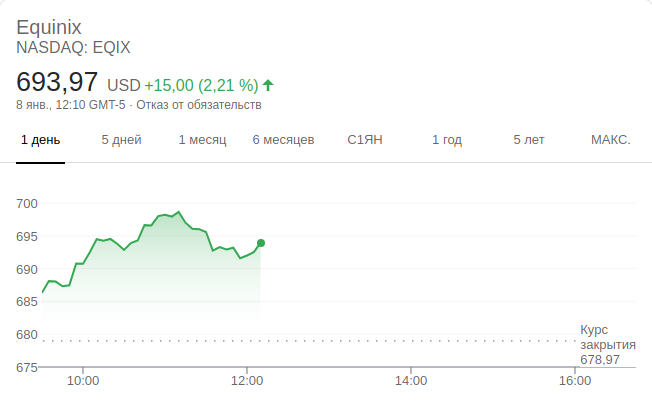 Equinix
NASDAQ: EQIX
693,97 USD +15,00 (2,21 %)
8 янв., 12:10 GMT-5 · Отказ от обязательств
1 день 5 дней 1 месяц 6 месяцев С1ЯН 1 год 5 лет МАКС.
700
695
690
685
680
675
Курс
закрытия
678,97
10:00 12:00 14:00 16:00